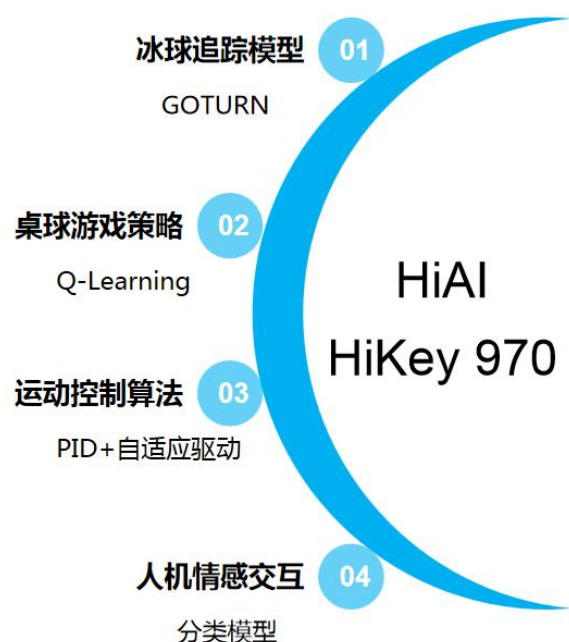 冰球追踪模型 01
GOTURN
桌球游戏策略 02
Q-Learning
HiAI
HiKey 970
运动控制算法 03
PID+自适应驱动
人机情感交互 04
分类模型